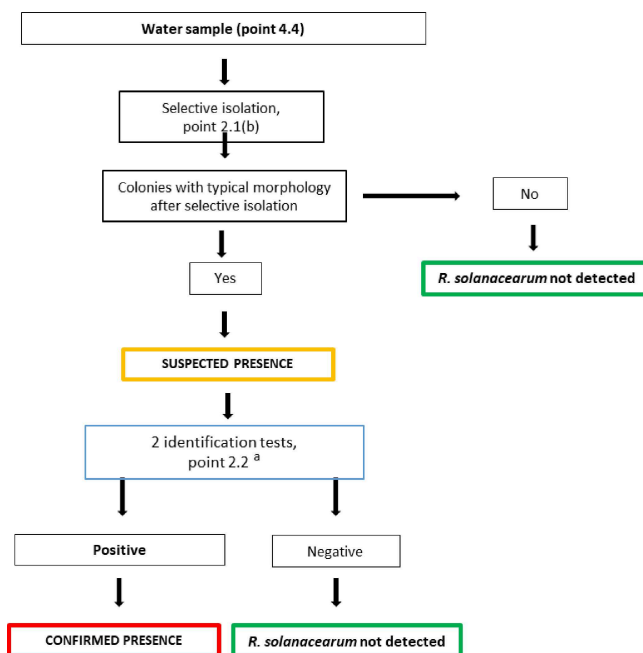 Water sample (point 4.4)
Selective isolation,
point 2.1(b)
Colonies with typical morphology
after selective isolation
No
Yes
R. solanacearum not detected
SUSPECTED PRESENCE
2 identification tests,
point 2.2 a
Positive
Negative
CONFIRMED PRESENCE
R. solanacearum not detected